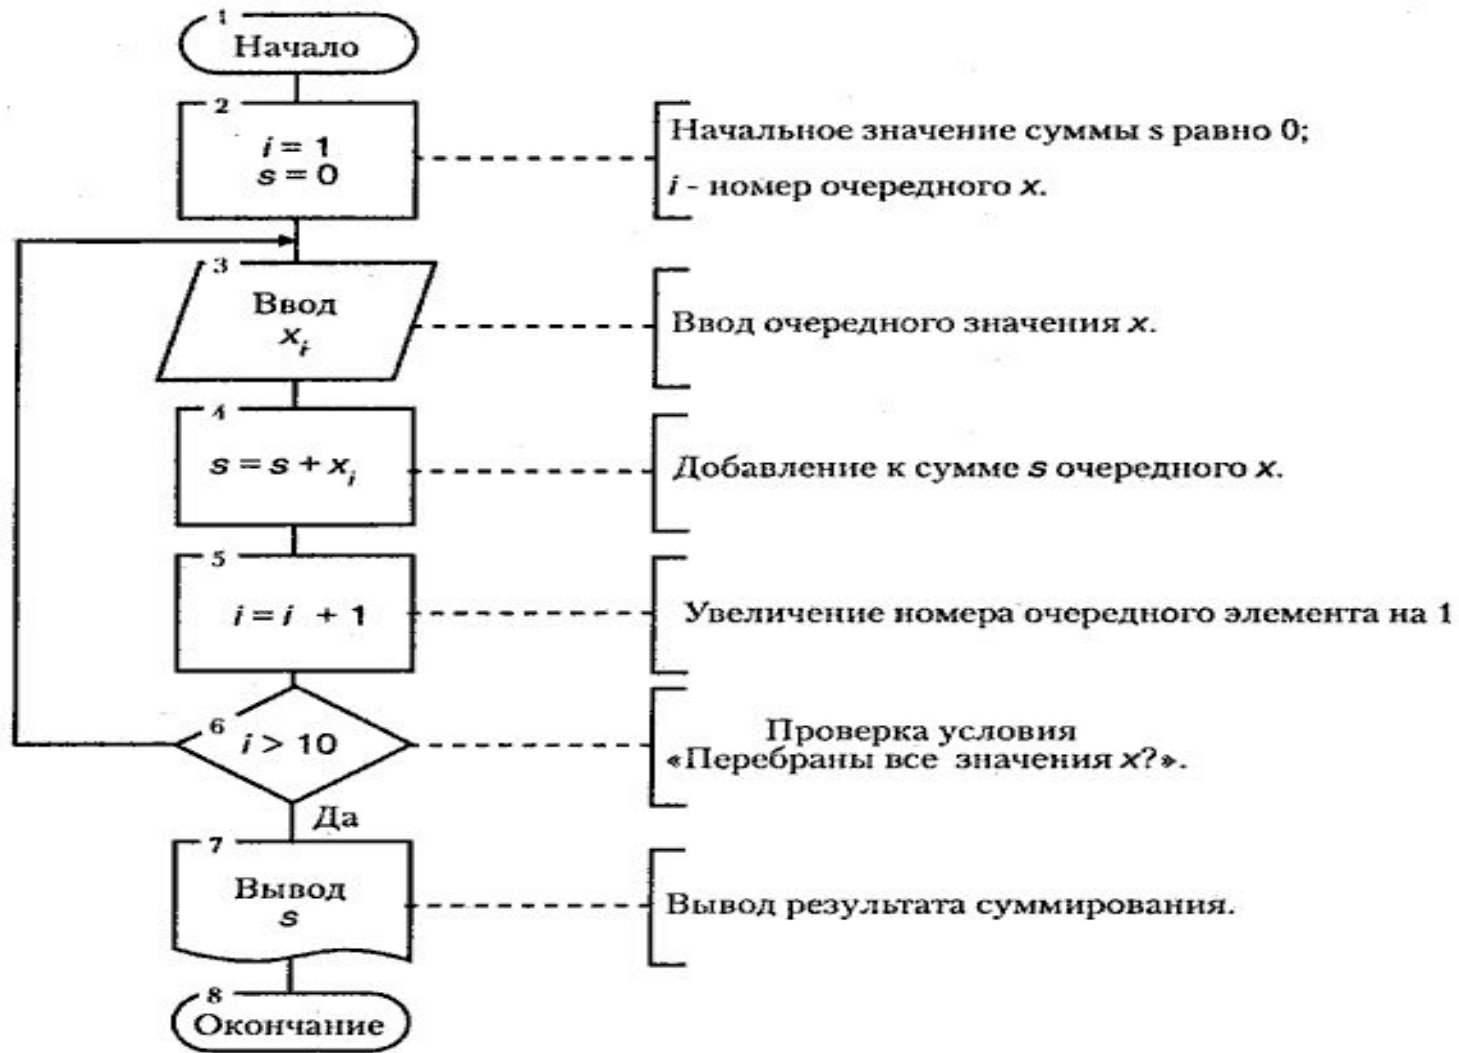 1
Начало
2
i = 1
s = 0
Начальное значение суммы s равно 0;
i - номер очередного x.
3
Ввод
xi
Ввод очередного значения x.
4
s = s + xi
Добавление к сумме s очередного x.
5
i = i + 1
Увеличение номера очередного элемента на 1
6
i > 10
Проверка условия
«Перебраны все значения x?».
Да
7
Вывод
s
Вывод результата суммирования.
8
Окончание